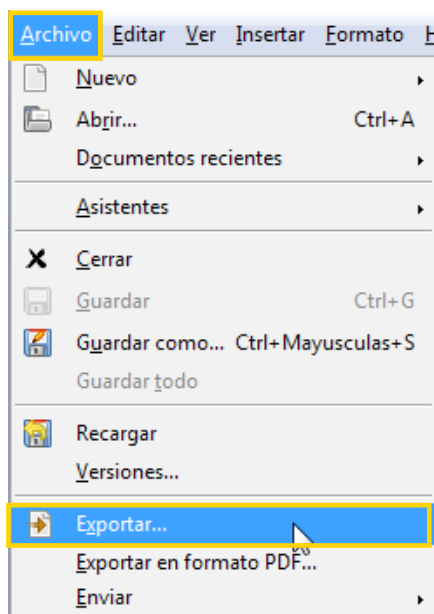 Archivo Editar Ver Insertar Formato H
Nuevo
Abrir... Ctrl+A
Documentos recientes
Asistentes
Cerrar
Guardar Ctrl+G
Guardar como... Ctrl+Mayusculas+S
Guardar todo
Recargar
Versiones...
Exportar...
Exportar en formato PDF...
Enviar